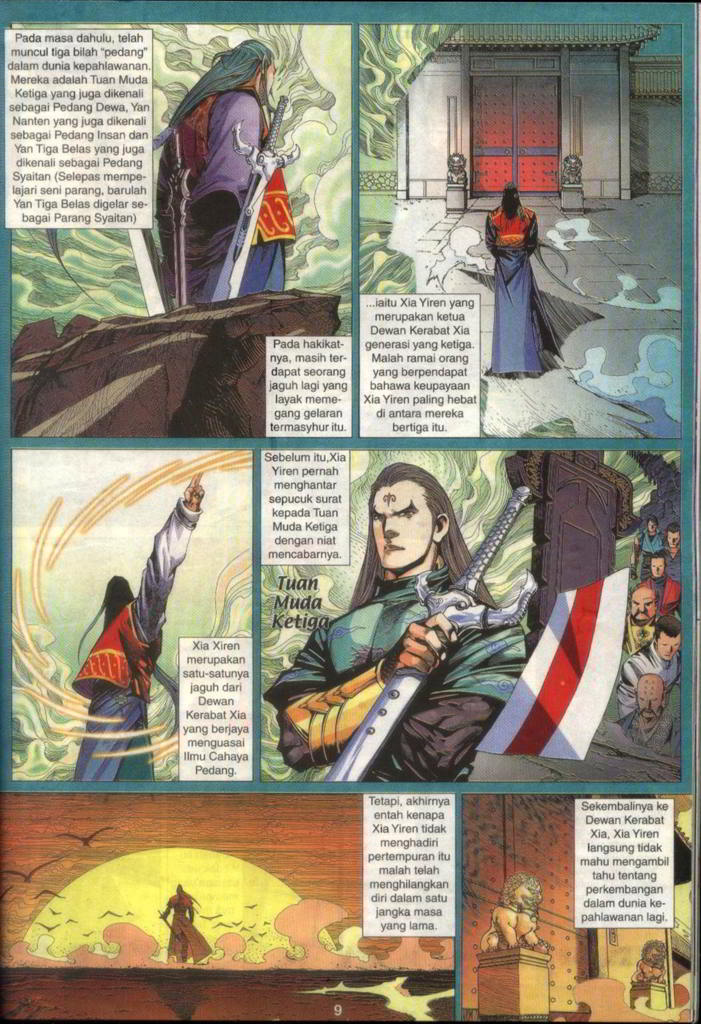 Pada masa dahulu, telah
muncul tiga bilah "pedang"
dalam dunia kepahlawanan.
Mereka adalah Tuan Muda
Ketiga yang juga dikenali
sebagai Pedang Dewa, Yan
Nanten yang juga dikenali
sebagai Pedang Insan dan
Yan Tiga Belas yang juga
dikenali sebagai Pedang
Syaitan (Selepas mempe-
lajari seni parang, barulah
Yan Tiga Belas digelar se-
bagai Parang Syaitan)
Pada hakikat-
nya, masih ter-
dapat seorang
jaguh lagi yang
layak meme-
gang gelaran
termasyhur itu.
...iaitu Xia Yiren yang
merupakan ketua
Dewan Kerabat Xia
generasi yang ketiga.
Malah ramai orang
yang berpendapat
bahawa keupayaan
Xia Yiren paling hebat
di antara mereka
bertiga itu.
Xia Xiren
merupakan
satu-satunya
jaguh dari
Dewan
Kerabat Xia
yang berjaya
menguasai
Ilmu Cahaya
Pedang.
Sebelum itu,Xia
Yiren pernah
menghantar
sepucuk surat
kepada Tuan
Muda Ketiga
dengan niat
mencabarnya.
Tuan
Muda
Ketiga
Tetapi, akhirnya
entah kenapa
Xia Yiren tidak
menghadiri
pertempuran itu
malah telah
menghilangkan
diri dalam satu
jangka masa
yang lama.
Sekembalinya ke
Dewan Kerabat
Xia, Xia Yiren
langsung tidak
mahu mengambil
tahu tentang
perkembangan
dalam dunia ke-
pahlawanan lagi.
9